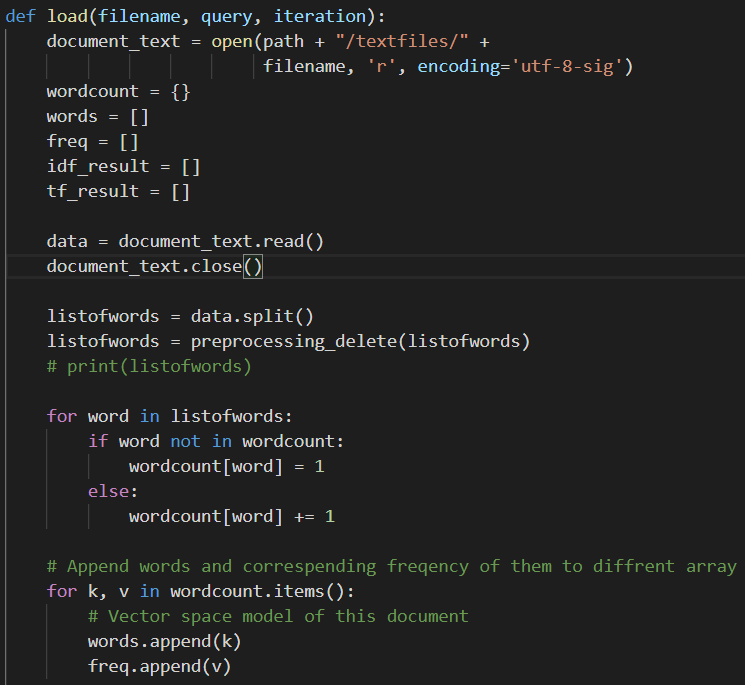 def load(filename, query, iteration):
document_text = open(path + "/textfiles/" +
filename, 'r', encoding='utf-8-sig')
wordcount = {}
words = []
freq = []
idf_result = []
tf_result = []
data = document_text.read()
document_text.close()
listofwords = data.split()
listofwords = preprocessing_delete(listofwords)
# print(listofwords)
for word in listofwords:
if word not in wordcount:
wordcount[word] = 1
else:
wordcount[word] += 1
# Append words and correspending freqency of them to diffrent array
for k, v in wordcount.items():
# Vector space model of this document
words.append(k)
freq.append(v)